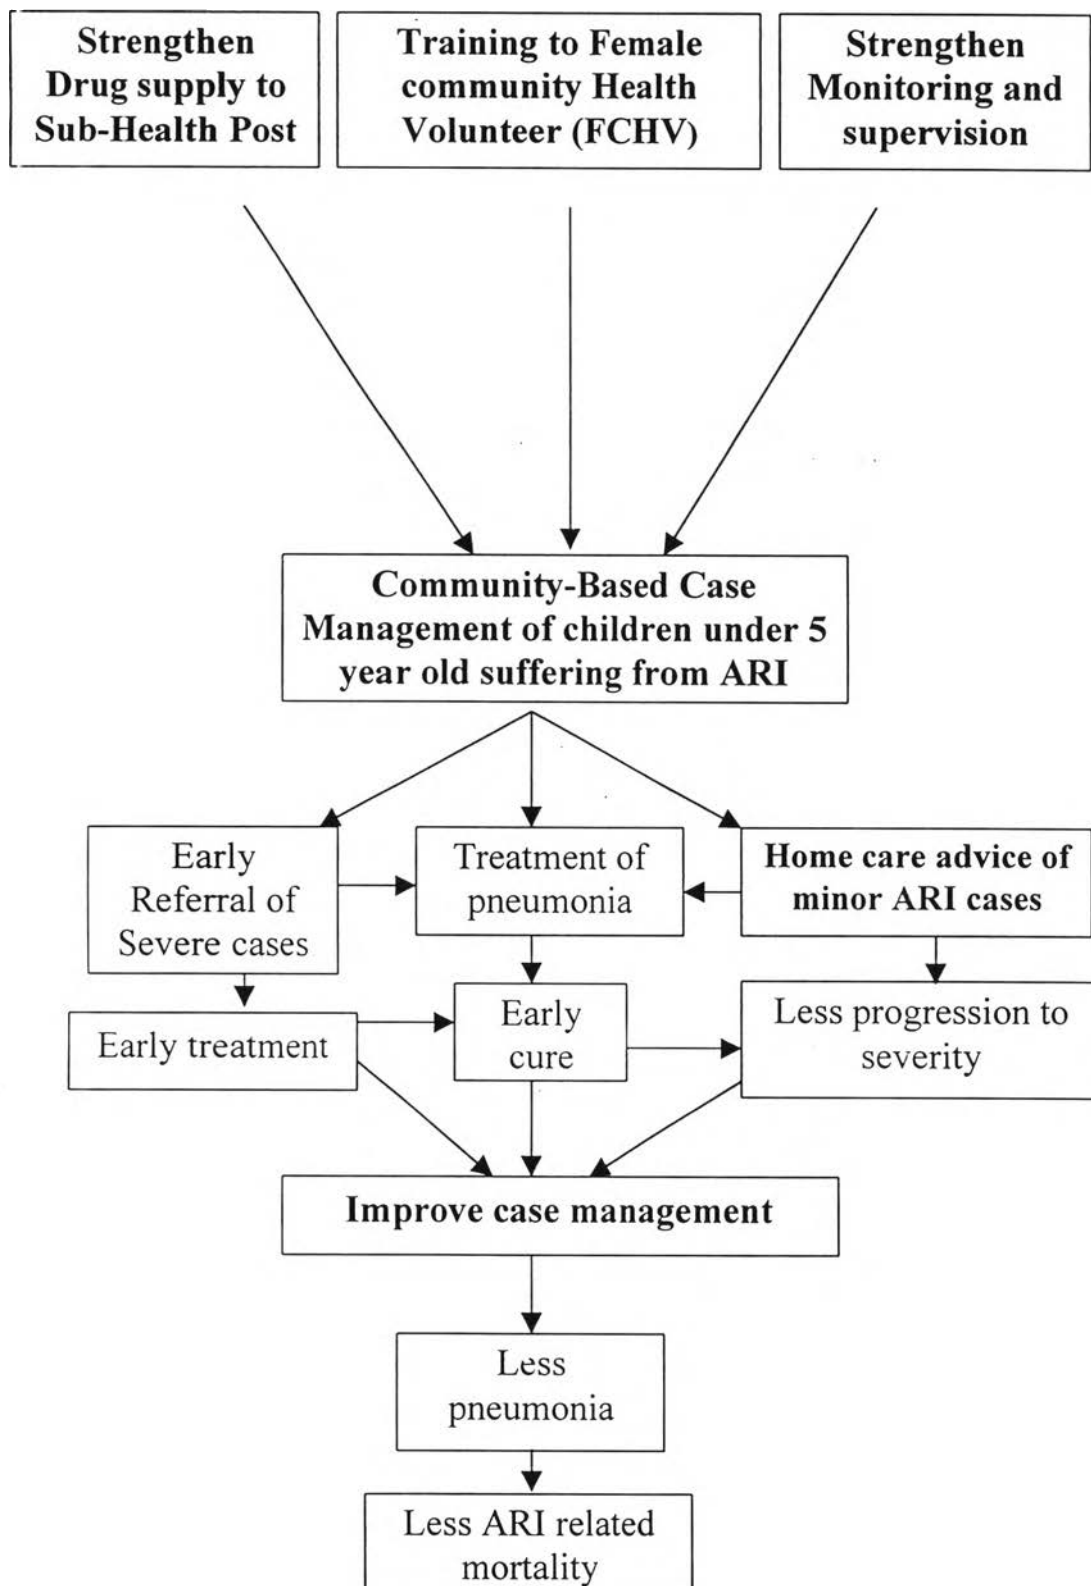 Strengthen
Drug supply to
Sub-Health Post
Training to Female
community Health
Volunteer (FCHV)
Strengthen
Monitoring and
supervision
Community-Based Case
Management of children under 5
year old suffering from ARI
Early
Referral of
Severe cases
Treatment of
pneumonia
Home care advice of
minor ARI cases
Early treatment
Early
cure
Less progression to
severity
Improve case management
Less
pneumonia
Less ARI related
mortality